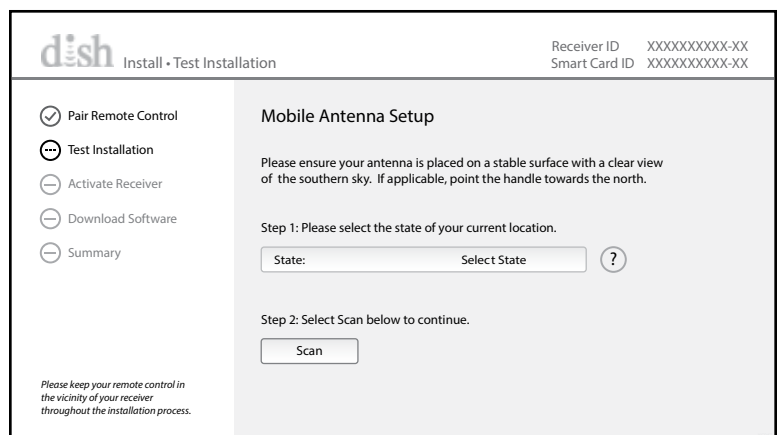 dish Install • Test Installation
Receiver ID XXXXXXXXXX-XX
Smart Card ID XXXXXXXXXX-XX
Pair Remote Control
Test Installation
Activate Receiver
Download Software
Summary
Please keep your remote control in
the vicinity of your receiver
throughout the installation process.
Mobile Antenna Setup
Please ensure your antenna is placed on a stable surface with a clear view
of the southern sky. If applicable, point the handle towards the north.
Step 1: Please select the state of your current location.
State: Select State ?
Step 2: Select Scan below to continue.
Scan